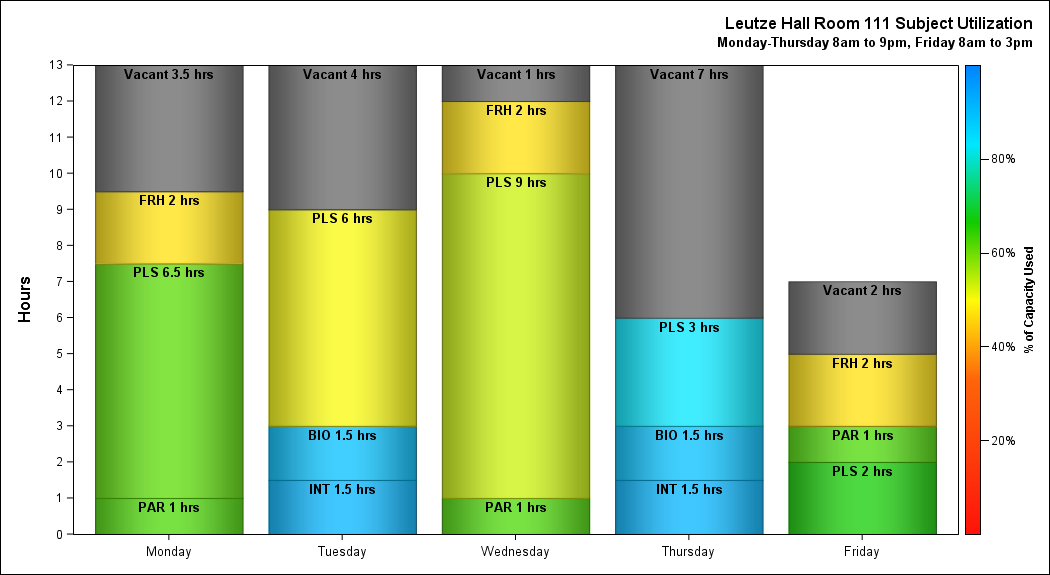 Leutze Hall Room 111 Subject Utilization
Monday-Thursday 8am to 9pm, Friday 8am to 3pm
Hours
13
12
11
10
9
8
7
6
5
4
3
2
1
0
Vacant 3.5 hrs
FRH 2 hrs
PLS 6.5 hrs
PAR 1 hrs
Vacant 4 hrs
PLS 6 hrs
BIO 1.5 hrs
INT 1.5 hrs
Vacant 1 hrs
FRH 2 hrs
PLS 9 hrs
PAR 1 hrs
Vacant 7 hrs
PLS 3 hrs
BIO 1.5 hrs
INT 1.5 hrs
Vacant 2 hrs
FRH 2 hrs
PAR 1 hrs
PLS 2 hrs
Monday
Tuesday
Wednesday
Thursday
Friday
80%
60%
40%
20%
% of Capacity Used